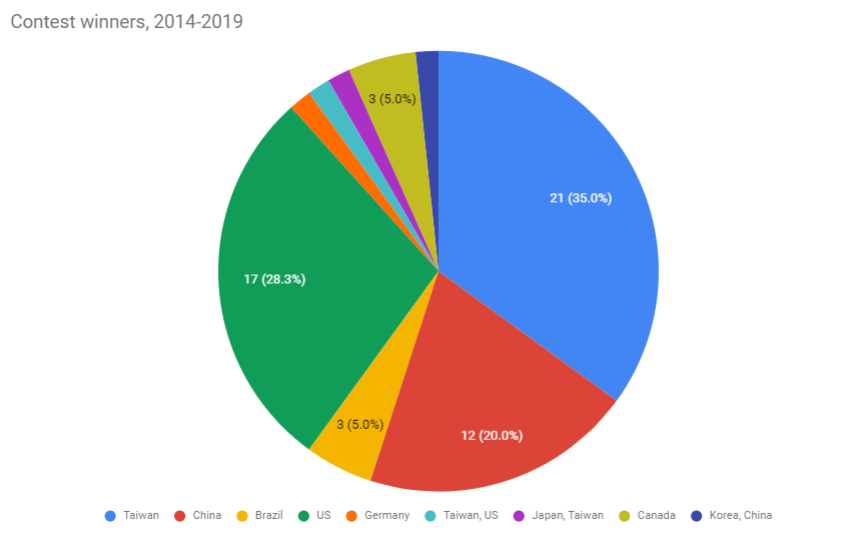 Contest winners, 2014-2019
3 (5.0%)
21 (35.0%)
17 (28.3%)
3 (5.0%)
12 (20.0%)
Taiwan China Brazil US Germany Taiwan, US Japan, Taiwan Canada Korea, China